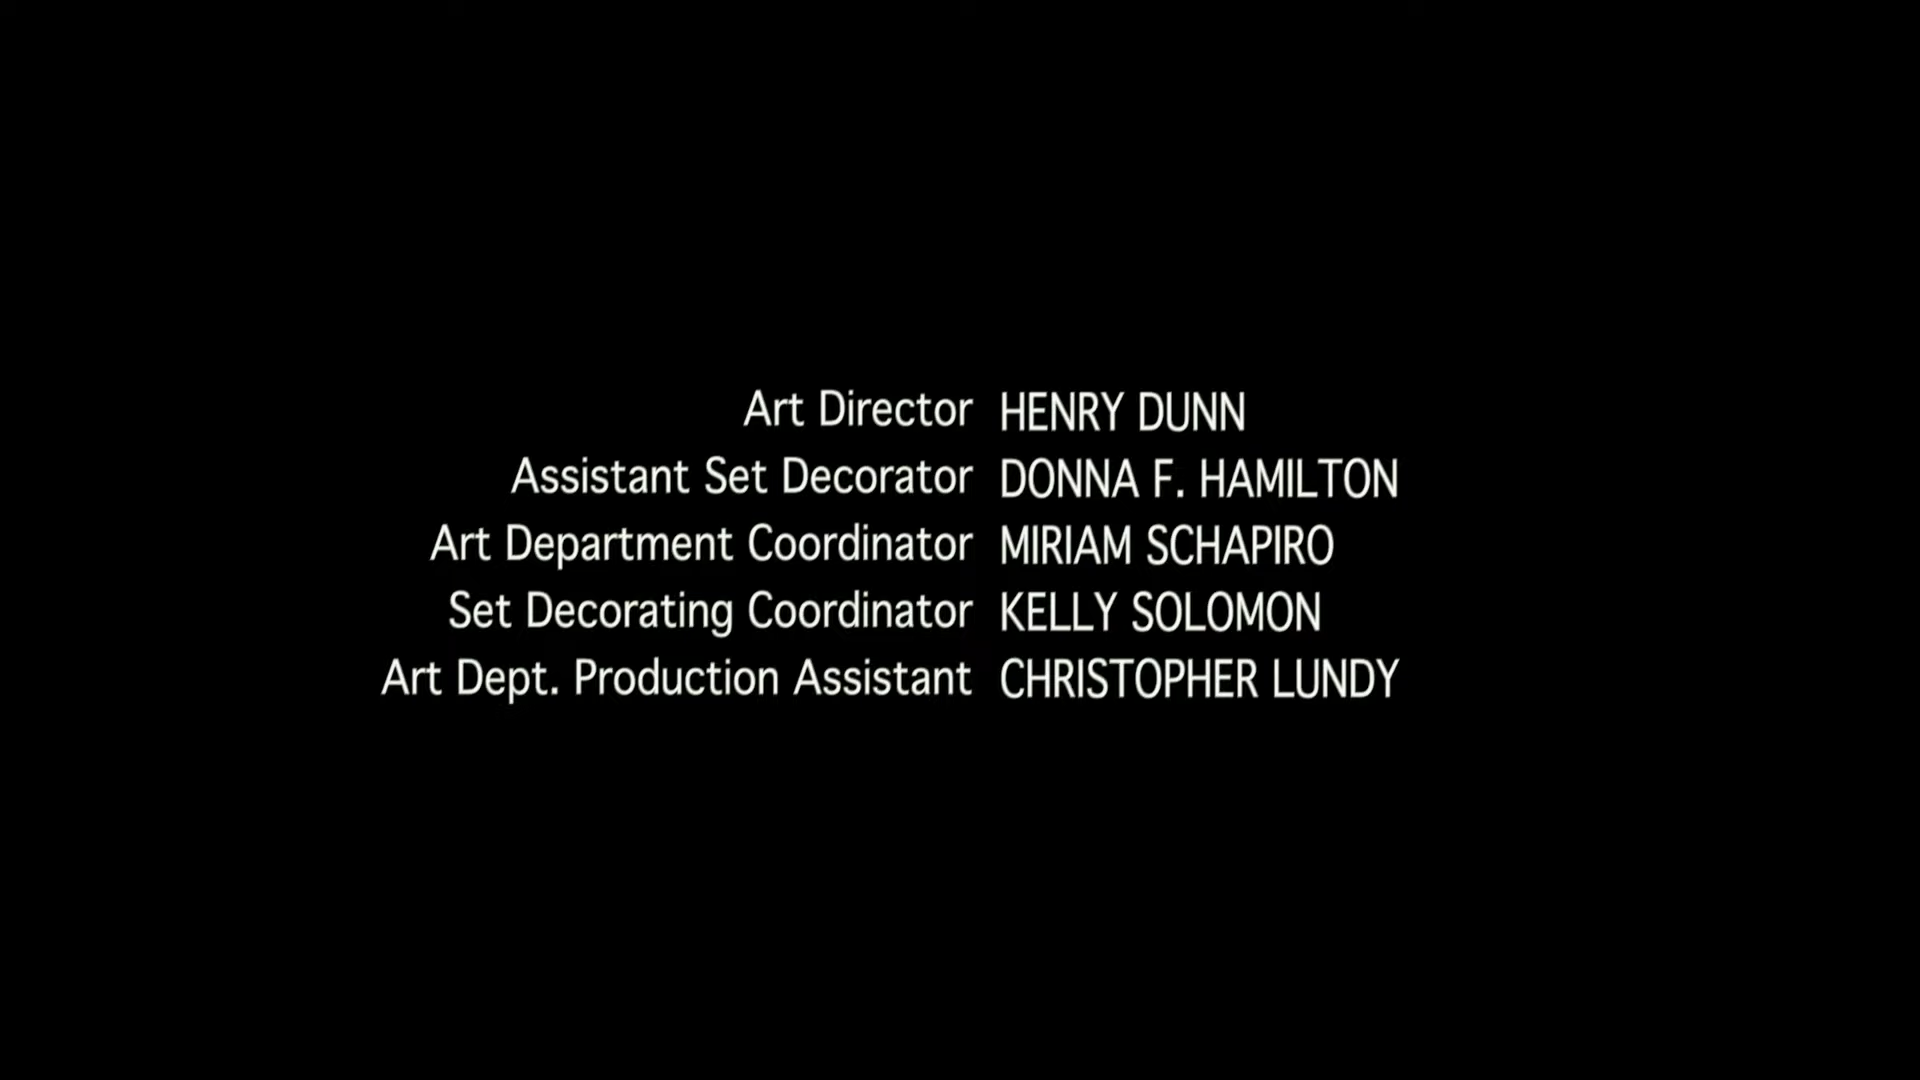 Art Director HENRY DUNN
Assistant Set Decorator DONNA F. HAMILTON
Art Department Coordinator MIRIAM SCHAPIRO
Set Decorating Coordinator KELLY SOLOMON
Art Dept. Production Assistant CHRISTOPHER LUNDY